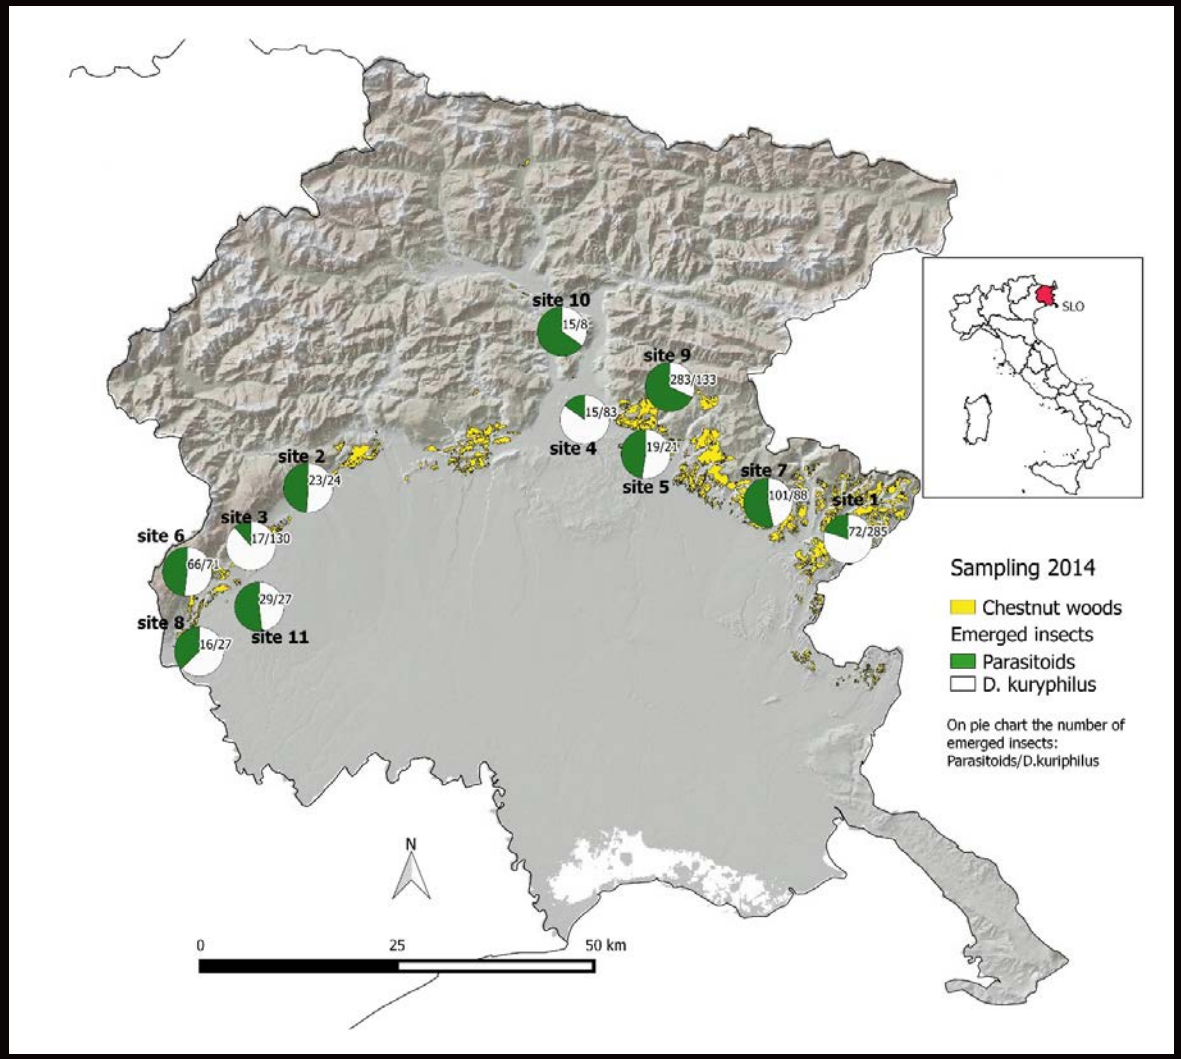 site 10
15/8
site 9
283/133
15/83
site 4
19/21
site 5
site 7
101/88
site 1
72/285
site 2
23/24
site 3
17/130
site 6
66/71
29/27
site 11
site 8
16/27
SLO
Sampling 2014
Chestnut woods
Emerged insects
Parasitoids
D. kuryphilus
On pie chart the number of
emerged insects:
Parasitoids/D.kuriphilus
N
0 25 50 km